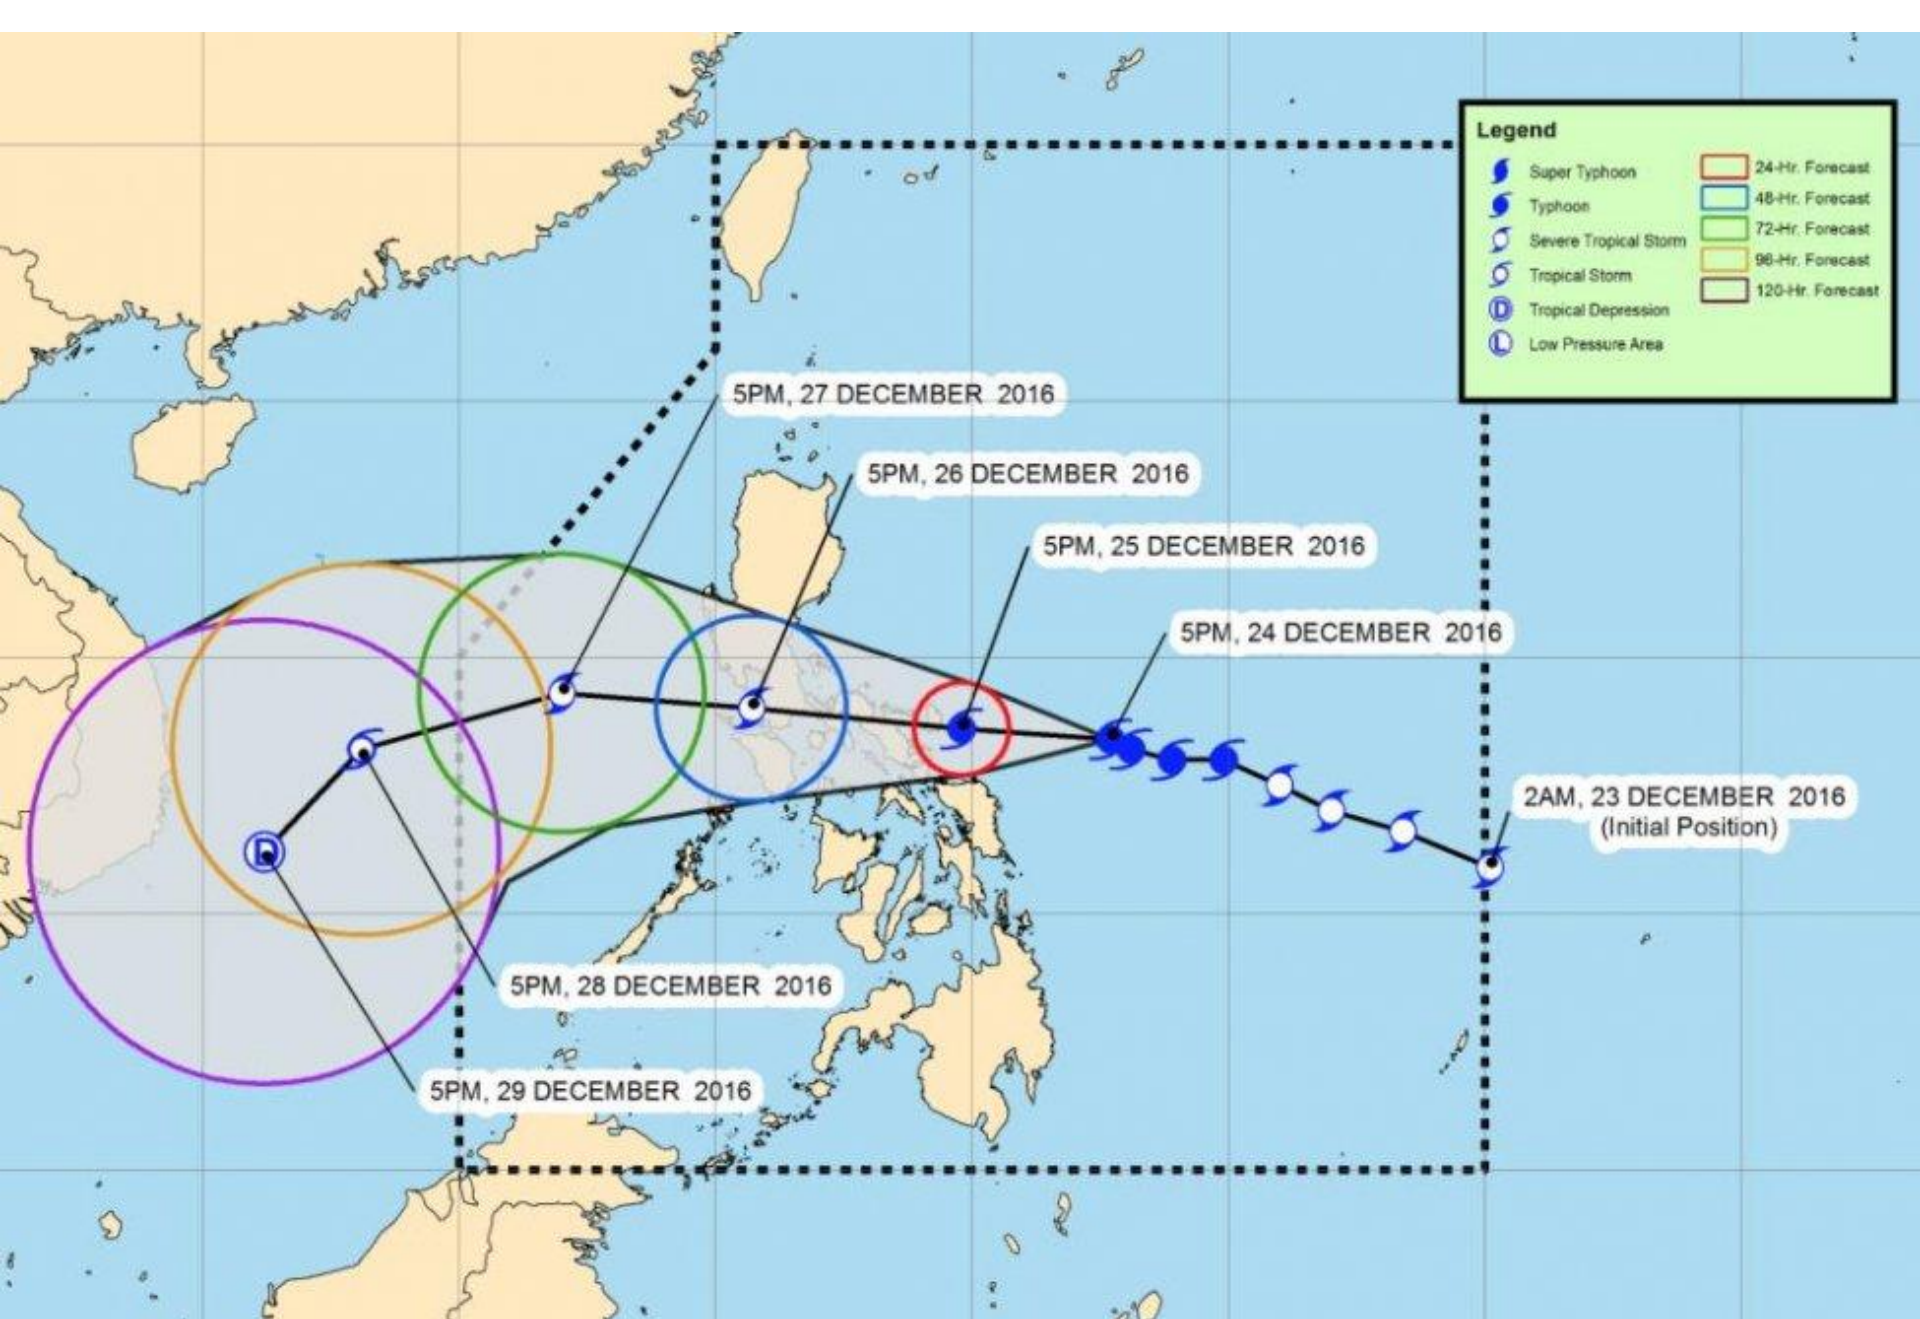 Legend
Super Typhoon
Typhoon
Severe Tropical Storm
Tropical Storm
D Tropical Depression
L Low Pressure Area
24-Hr. Forecast
48-Hr. Forecast
72-Hr. Forecast
96-Hr. Forecast
120-Hr. Forecast
5PM, 27 DECEMBER 2016
5PM, 26 DECEMBER 2016
5PM, 25 DECEMBER 2016
5PM, 24 DECEMBER 2016
2AM, 23 DECEMBER 2016
(Initial Position)
D
5PM, 28 DECEMBER 2016
5PM, 29 DECEMBER 2016